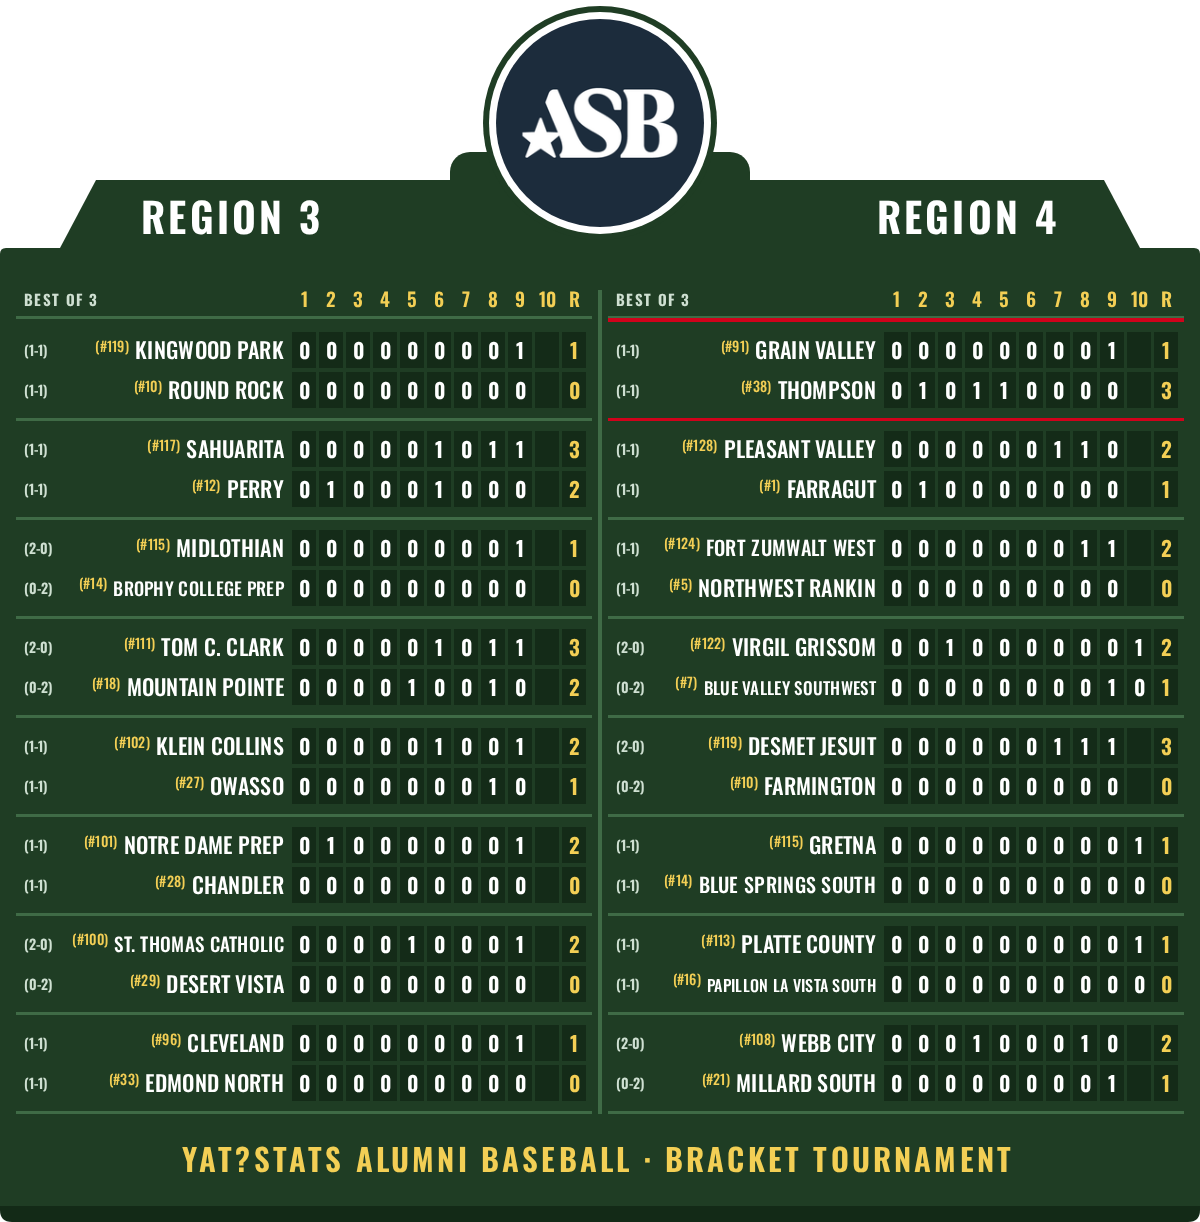 ASB
REGION 3
REGION 4
BEST OF 3 1 2 3 4 5 6 7 8 9 10 R
(1-1) (#119) KINGWOOD PARK 0 0 0 0 0 0 0 0 1 1
(1-1) (#10) ROUND ROCK 0 0 0 0 0 0 0 0 0 0
(1-1) (#117) SAHUARITA 0 0 0 0 0 1 0 1 1 3
(1-1) (#12) PERRY 0 1 0 0 0 1 0 0 0 2
(2-0) (#115) MIDLOTHIAN 0 0 0 0 0 0 0 0 1 1
(0-2) (#14) BROPHY COLLEGE PREP 0 0 0 0 0 0 0 0 0 0
(2-0) (#111) TOM C. CLARK 0 0 0 0 0 1 0 1 1 3
(0-2) (#18) MOUNTAIN POINTE 0 0 0 0 1 0 0 1 0 2
(1-1) (#102) KLEIN COLLINS 0 0 0 0 0 1 0 0 1 2
(1-1) (#27) OWASSO 0 0 0 0 0 0 0 1 0 1
(1-1) (#101) NOTRE DAME PREP 0 1 0 0 0 0 0 0 1 2
(1-1) (#28) CHANDLER 0 0 0 0 0 0 0 0 0 0
(2-0) (#100) ST. THOMAS CATHOLIC 0 0 0 0 1 0 0 0 1 2
(0-2) (#29) DESERT VISTA 0 0 0 0 0 0 0 0 0 0
(1-1) (#96) CLEVELAND 0 0 0 0 0 0 0 0 1 1
(1-1) (#33) EDMOND NORTH 0 0 0 0 0 0 0 0 0 0
BEST OF 3 1 2 3 4 5 6 7 8 9 10 R
(1-1) (#91) GRAIN VALLEY 0 0 0 0 0 0 0 0 1 1
(1-1) (#38) THOMPSON 0 1 0 1 1 0 0 0 0 3
(1-1) (#128) PLEASANT VALLEY 0 0 0 0 0 0 1 1 0 2
(1-1) (#1) FARRAGUT 0 1 0 0 0 0 0 0 0 1
(1-1) (#124) FORT ZUMWALT WEST 0 0 0 0 0 0 0 1 1 2
(1-1) (#5) NORTHWEST RANKIN 0 0 0 0 0 0 0 0 0 0
(2-0) (#122) VIRGIL GRISSOM 0 0 1 0 0 0 0 0 0 1 2
(0-2) (#7) BLUE VALLEY SOUTHWEST 0 0 0 0 0 0 0 0 1 0 1
(2-0) (#119) DESMET JESUIT 0 0 0 0 0 0 1 1 1 3
(0-2) (#10) FARMINGTON 0 0 0 0 0 0 0 0 0 0
(1-1) (#115) GRETNA 0 0 0 0 0 0 0 0 0 1 1
(1-1) (#14) BLUE SPRINGS SOUTH 0 0 0 0 0 0 0 0 0 0 0
(1-1) (#113) PLATTE COUNTY 0 0 0 0 0 0 0 0 0 1 1
(1-1) (#16) PAPILLON LA VISTA SOUTH 0 0 0 0 0 0 0 0 0 0 0
(2-0) (#108) WEBB CITY 0 0 0 1 0 0 0 1 0 2
(0-2) (#21) MILLARD SOUTH 0 0 0 0 0 0 0 0 1 1
YAT?STATS ALUMNI BASEBALL · BRACKET TOURNAMENT